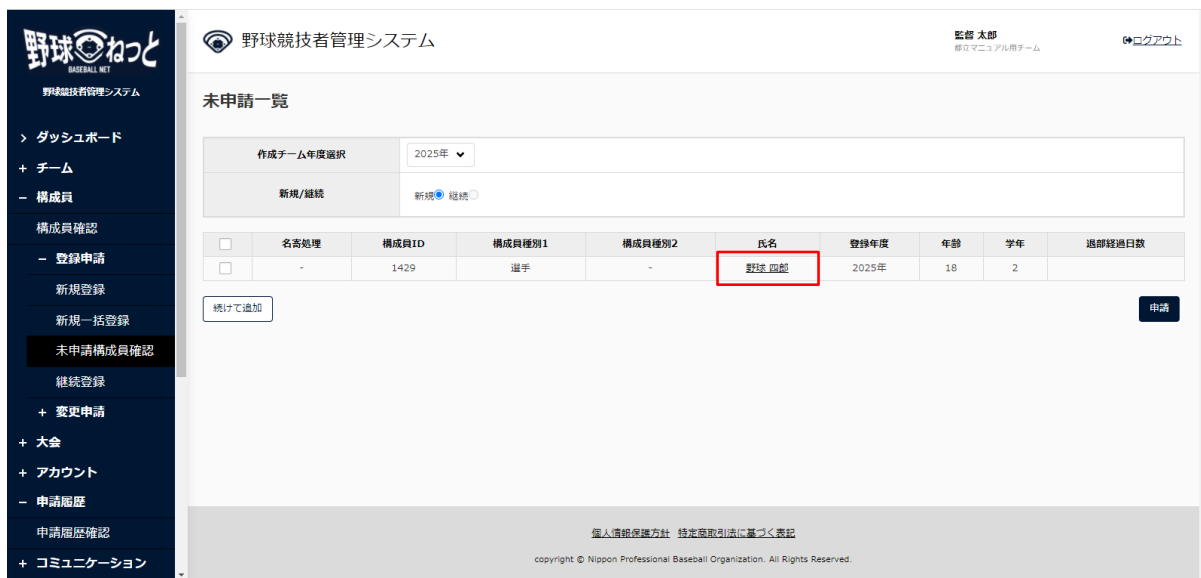 野球ねっと
BASEBALL NET
野球競技者管理システム
> ダッシュボード
+ チーム
− 構成員
構成員確認
− 登録申請
新規登録
新規一括登録
未申請構成員確認
継続登録
+ 変更申請
+ 大会
+ アカウント
− 申請履歴
申請履歴確認
+ コミュニケーション
野球競技者管理システム
監督 太郎
都立マニュアル用チーム
ログアウト
未申請一覧
作成チーム年度選択 2025年
新規/継続 新規 継続
名寄処理 構成員ID 構成員種別1 構成員種別2 氏名 登録年度 年齢 学年 退部経過日数
- 1429 選手 - 野球 四郎 2025年 18 2
続けて追加 申請
個人情報保護方針 特定商取引法に基づく表記
copyright © Nippon Professional Baseball Organization. All Rights Reserved.